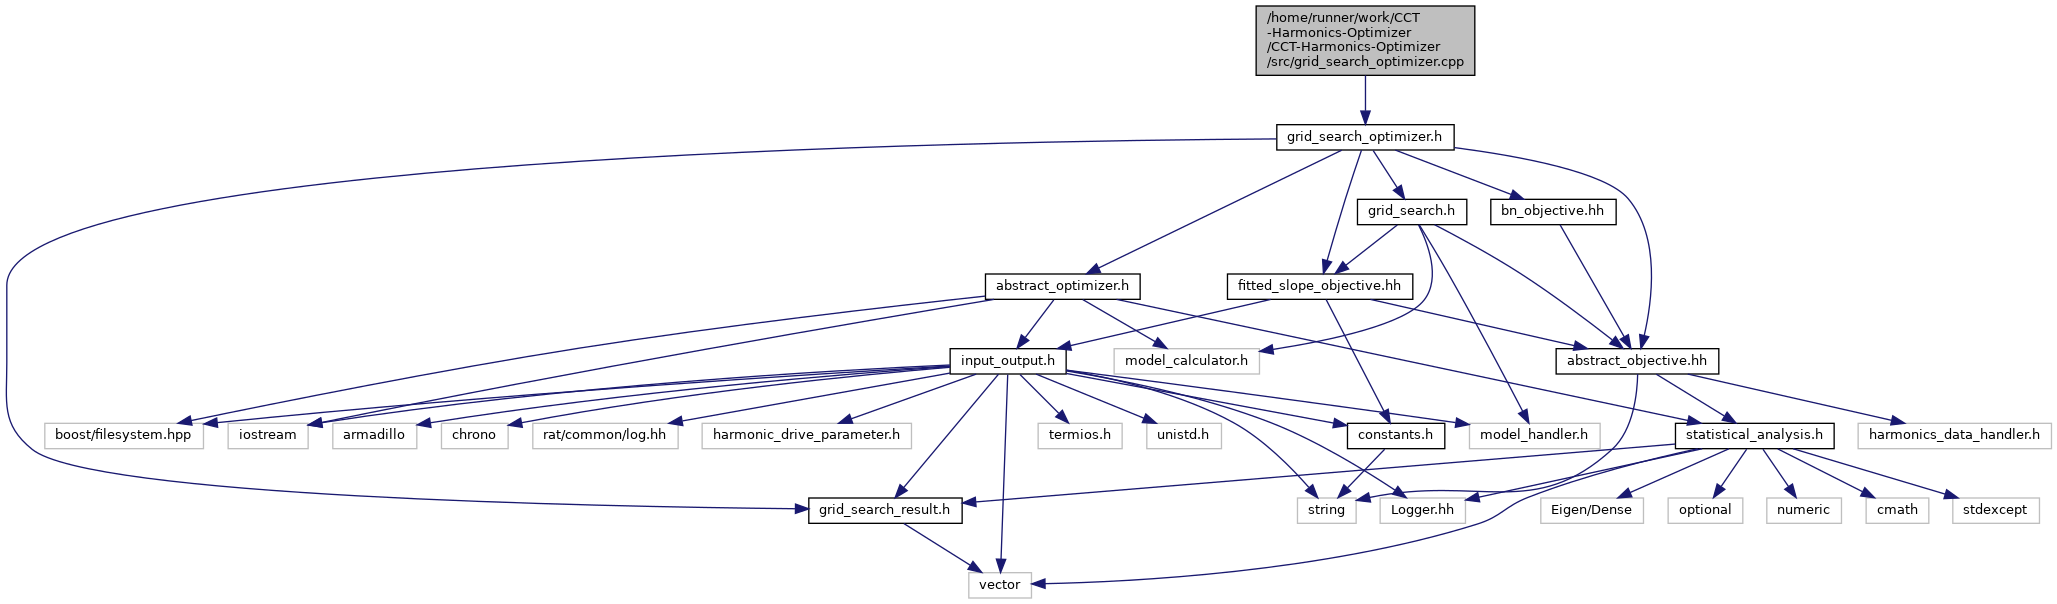 /home/runner/work/CCT
-Harmonics-Optimizer
/CCT-Harmonics-Optimizer
/src/grid_search_optimizer.cpp
grid_search_optimizer.h
grid_search.h
bn_objective.hh
abstract_optimizer.h
fitted_slope_objective.hh
input_output.h
model_calculator.h
abstract_objective.hh
boost/filesystem.hpp
iostream
armadillo
chrono
rat/common/log.hh
harmonic_drive_parameter.h
termios.h
unistd.h
constants.h
model_handler.h
statistical_analysis.h
harmonics_data_handler.h
grid_search_result.h
string
Logger.hh
Eigen/Dense
optional
numeric
cmath
stdexcept
vector